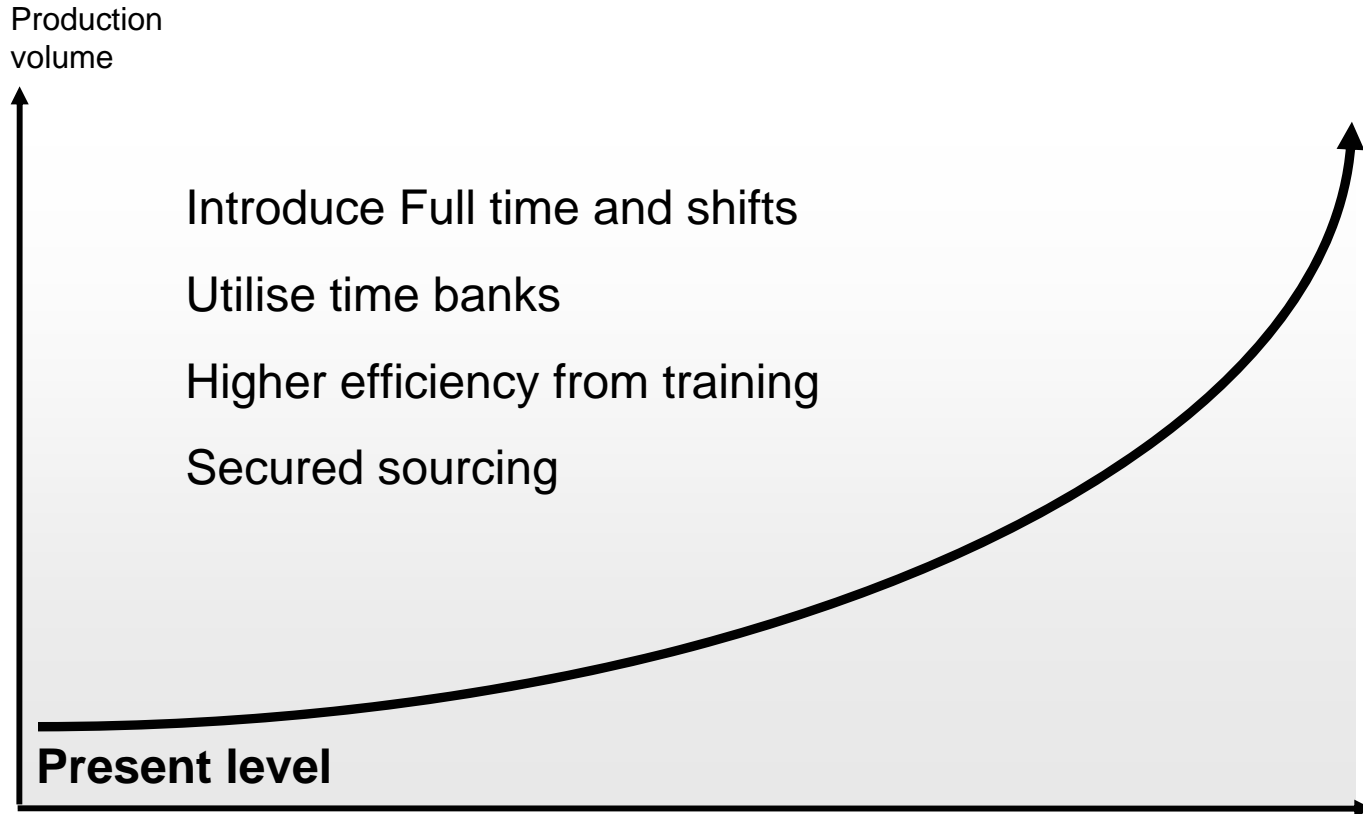 Production
volume
Introduce Full time and shifts
Utilise time banks
Higher efficiency from training
Secured sourcing
Present level